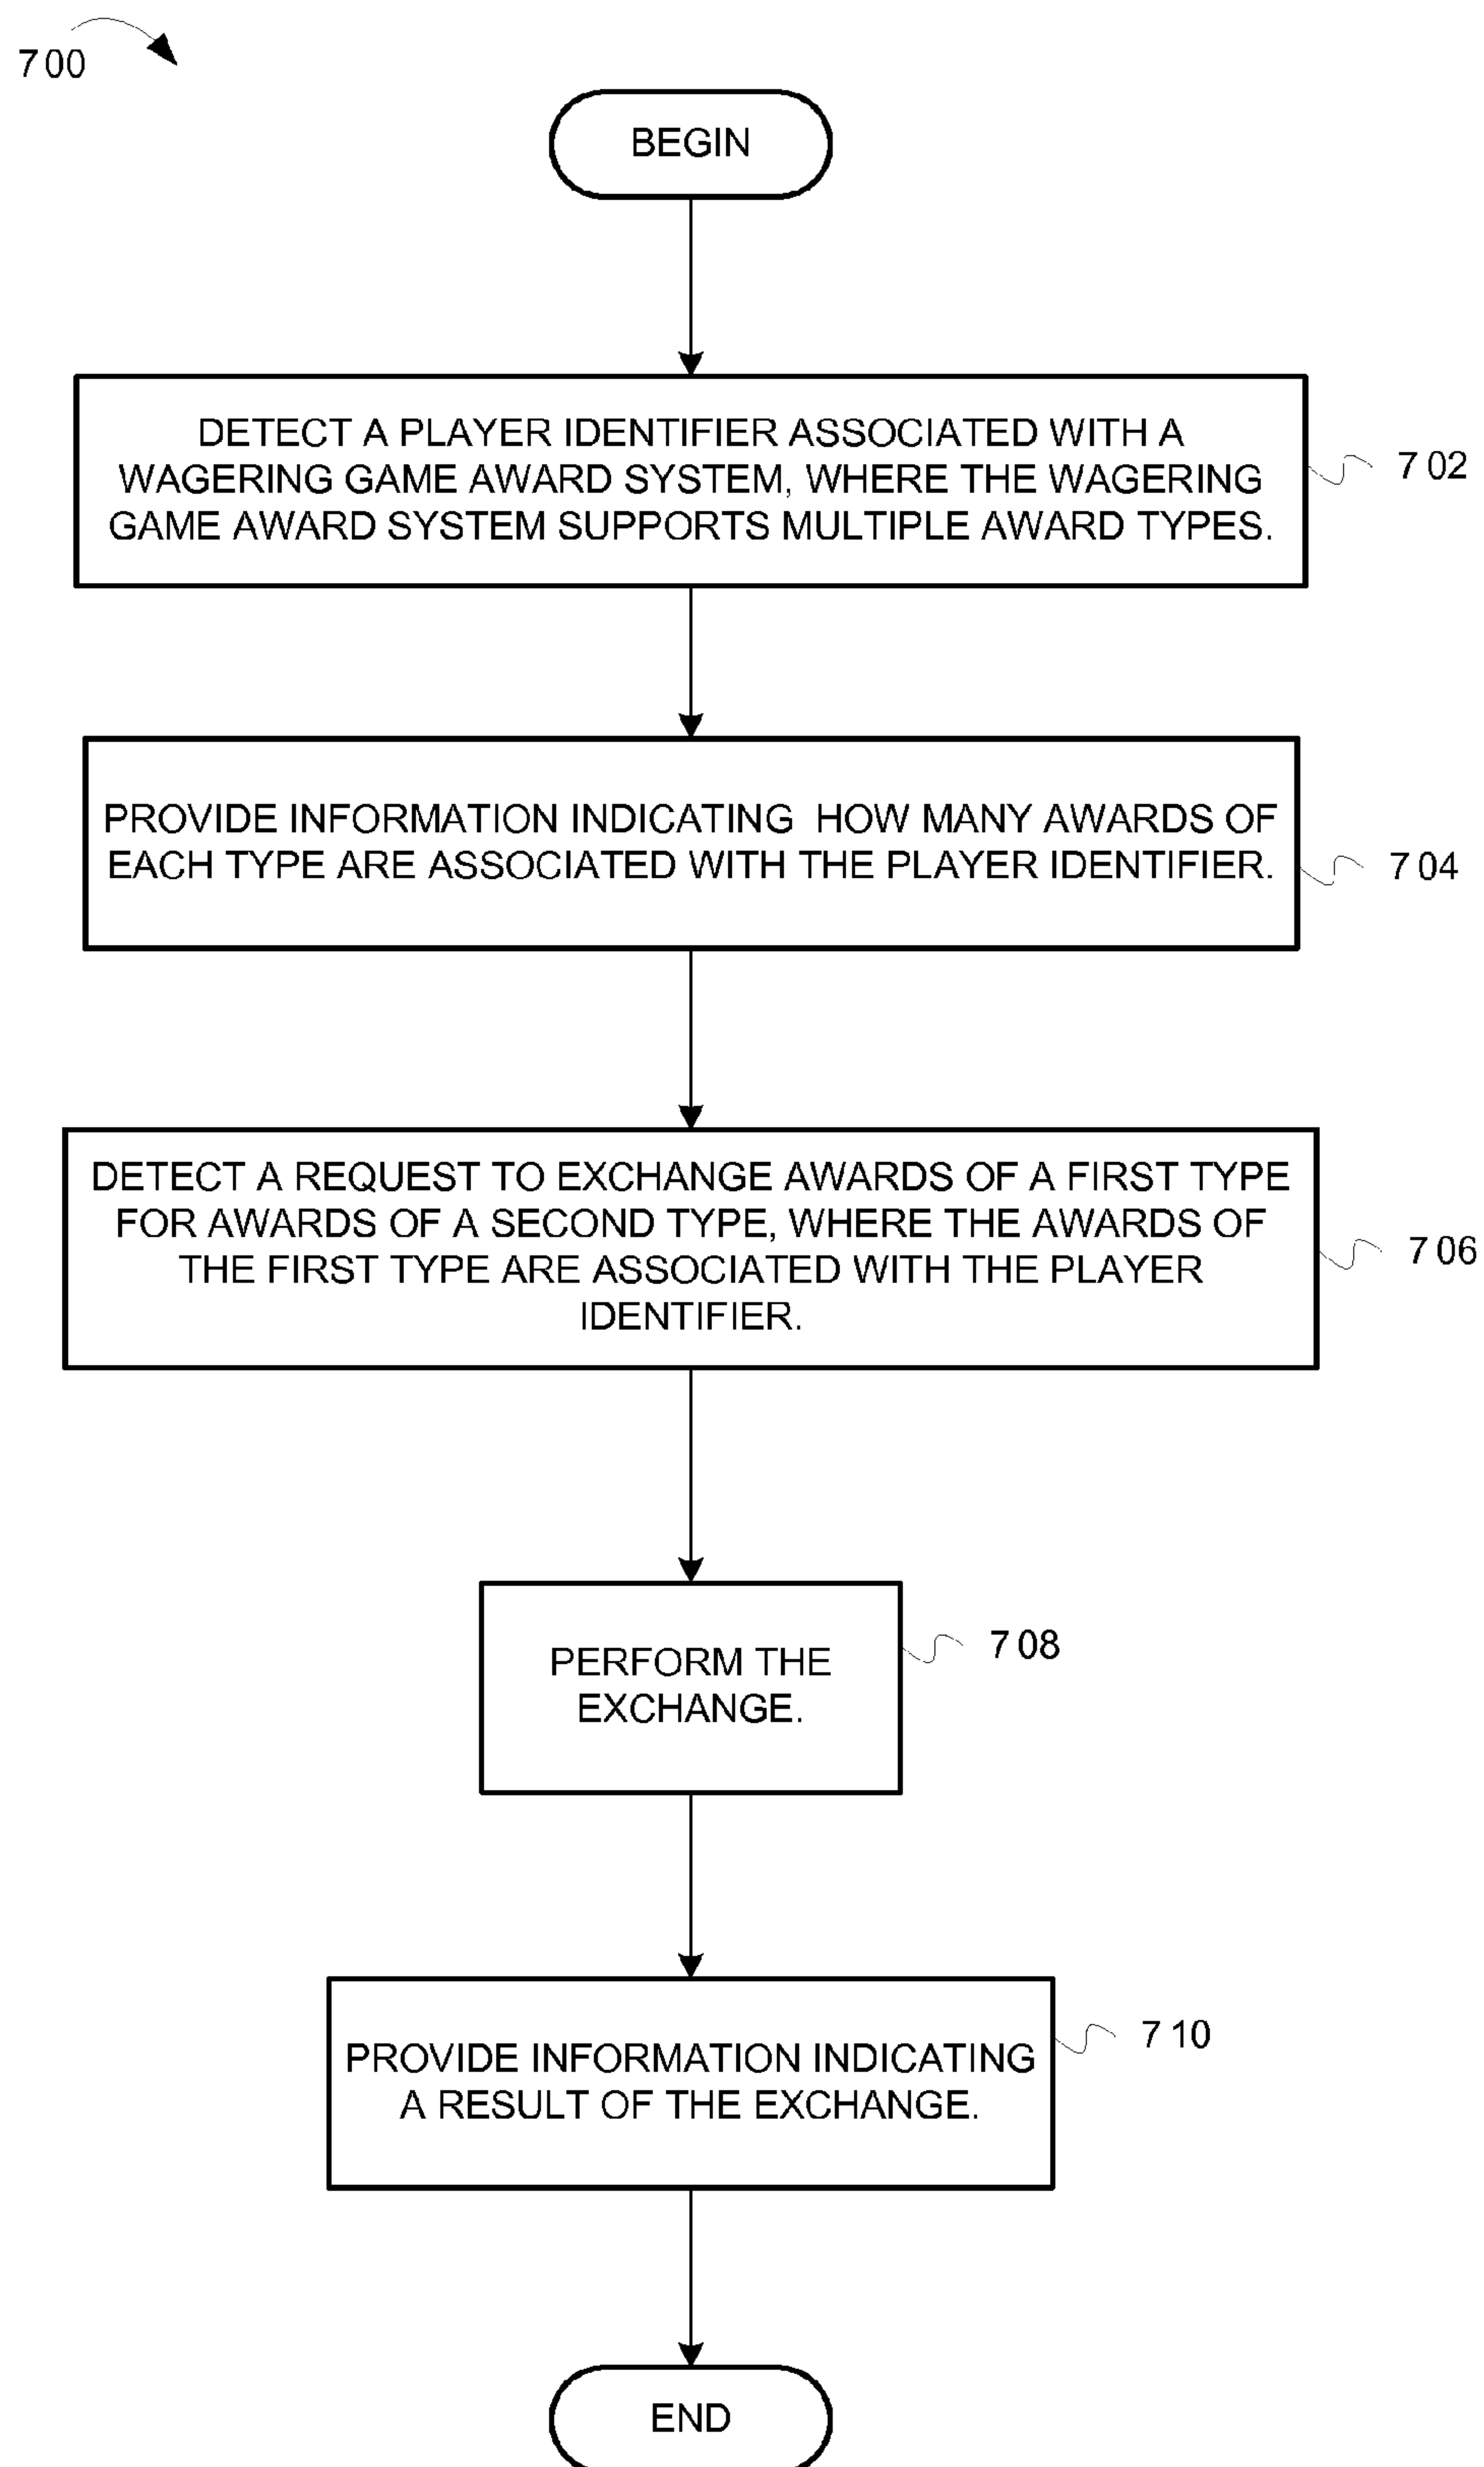 700
BEGIN
DETECT A PLAYER IDENTIFIER ASSOCIATED WITH A
WAGERING GAME AWARD SYSTEM, WHERE THE WAGERING
GAME AWARD SYSTEM SUPPORTS MULTIPLE AWARD TYPES.
702
PROVIDE INFORMATION INDICATING HOW MANY AWARDS OF
EACH TYPE ARE ASSOCIATED WITH THE PLAYER IDENTIFIER.
704
DETECT A REQUEST TO EXCHANGE AWARDS OF A FIRST TYPE
FOR AWARDS OF A SECOND TYPE, WHERE THE AWARDS OF
THE FIRST TYPE ARE ASSOCIATED WITH THE PLAYER
IDENTIFIER.
706
PERFORM THE
EXCHANGE.
708
PROVIDE INFORMATION INDICATING
A RESULT OF THE EXCHANGE.
710
END